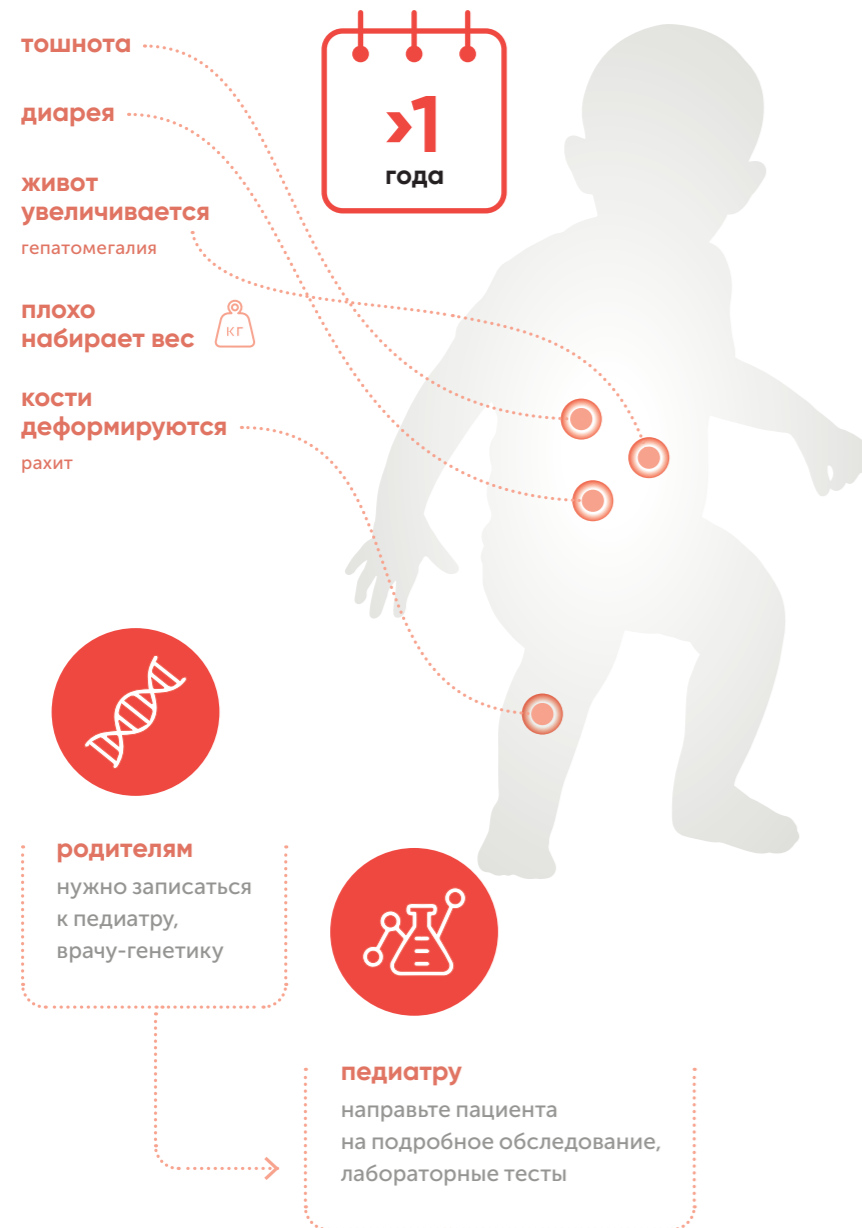 тошнота
диарея
живот
увеличивается
гепатомегалия
плохо
набирает вес
кг
кости
деформируются
рахит
>1
года
родителям
нужно записаться
к педиатру,
врачу-генетику
педиатру
направьте пациента
на подробное обследование,
лабораторные тесты